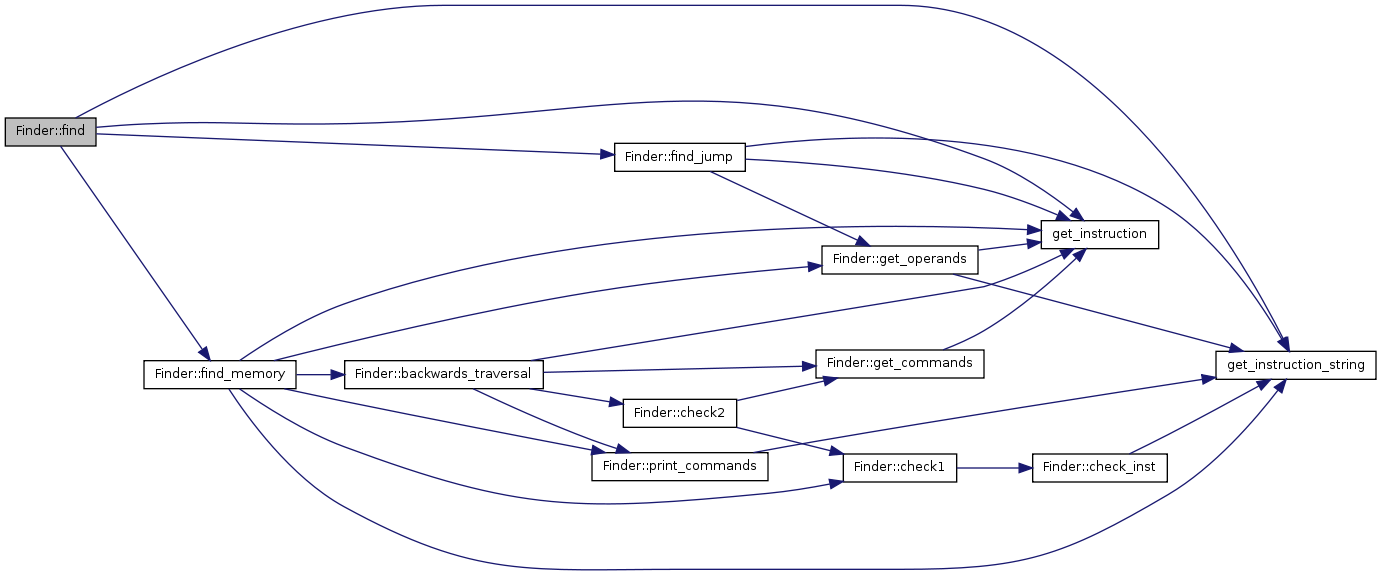 Finder::find
Finder::find_jump
get_instruction
Finder::get_operands
Finder::find_memory
Finder::backwards_traversal
Finder::get_commands
get_instruction_string
Finder::check2
Finder::print_commands
Finder::check1
Finder::check_inst